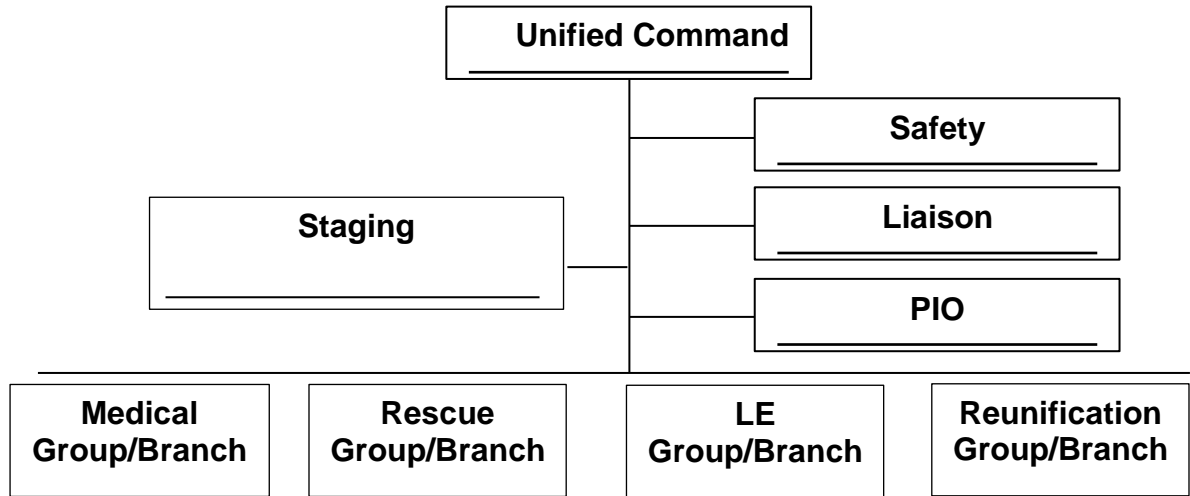 Unified Command
Safety
Staging
Liaison
PIO
Medical
Group/Branch
Rescue
Group/Branch
LE
Group/Branch
Reunification
Group/Branch